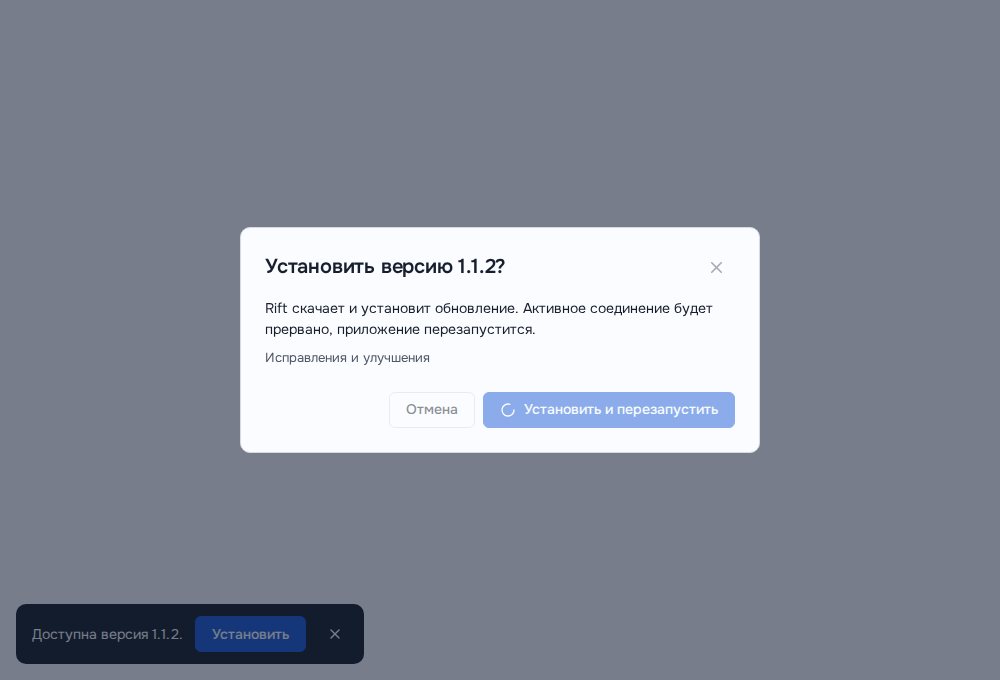 Установить версию 1.1.2?
Rift скачает и установит обновление. Активное соединение будет
прервано, приложение перезапустится.
Исправления и улучшения
Отмена
Установить и перезапустить
Доступна версия 1.1.2.
Установить